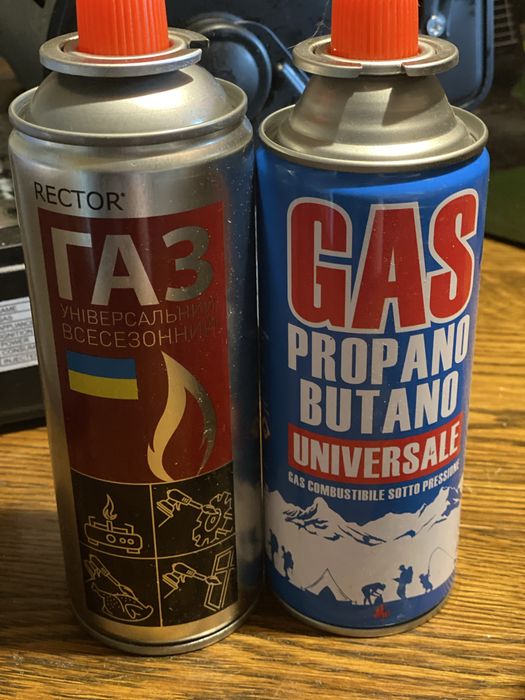 RECTOR®
ГАЗ
УНІВЕРСАЛЬНИЙ
ВСЕСЕЗОННИЙ
GAS
PROPANO
BUTANO
UNIVERSALE
GAS COMBUSTIBILE SOTTO PRESSIONE